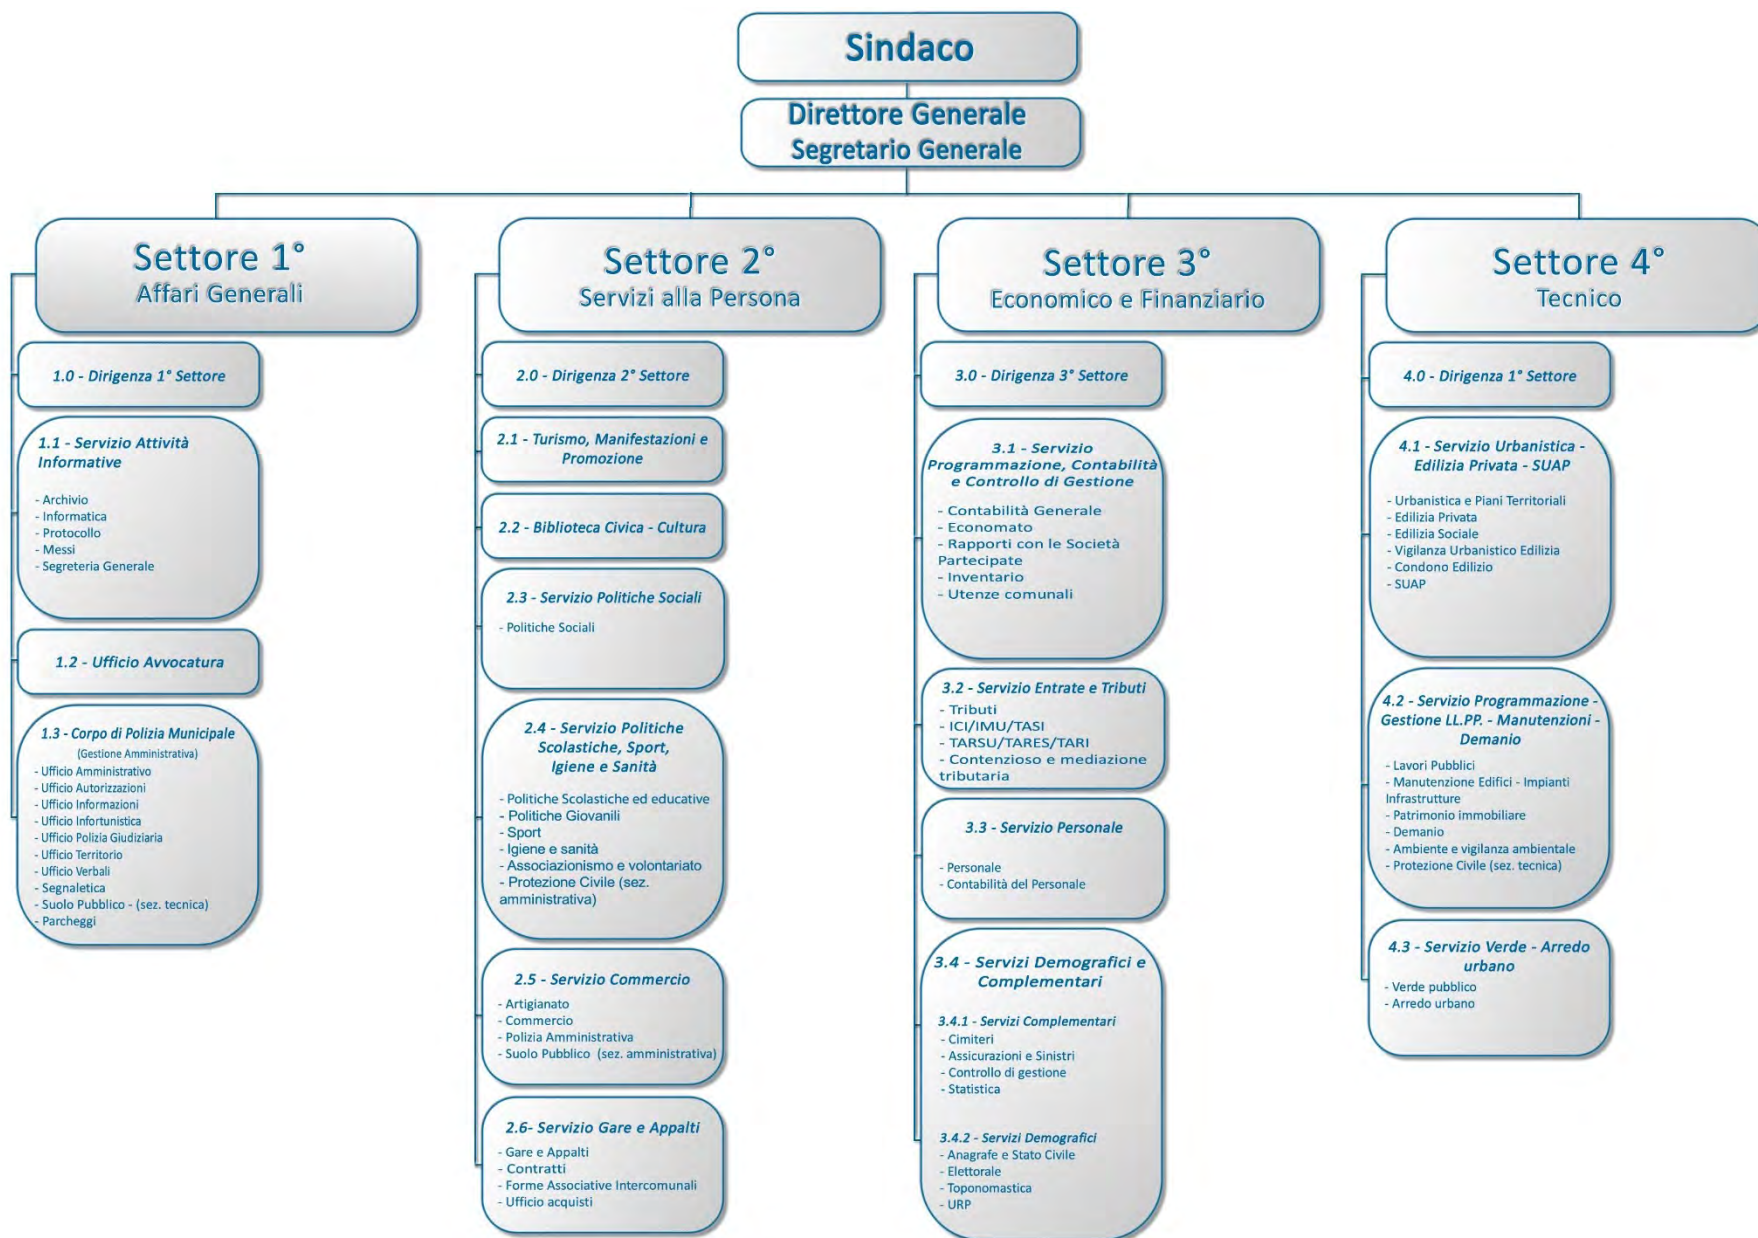 Sindaco
Direttore Generale
Segretario Generale
Settore 1°
Affari Generali
1.0 - Dirigenza 1° Settore
1.1 - Servizio Attività
Informative
- Archivio
- Informatica
- Protocollo
- Messi
- Segreteria Generale
1.2 - Ufficio Avvocatura
1.3 - Corpo di Polizia Municipale
(Gestione Amministrativa)
- Ufficio Amministrativo
- Ufficio Autorizzazioni
- Ufficio Informazioni
- Ufficio Infortunistica
- Ufficio Polizia Giudiziaria
- Ufficio Territorio
- Ufficio Verbali
- Segnaletica
- Suolo Pubblico - (sez. tecnica)
- Parcheggi
Settore 2°
Servizi alla Persona
2.0 - Dirigenza 2° Settore
2.1 - Turismo, Manifestazioni e
Promozione
2.2 - Biblioteca Civica - Cultura
2.3 - Servizio Politiche Sociali
- Politiche Sociali
2.4 - Servizio Politiche
Scolastiche, Sport,
Igiene e Sanità
- Politiche Scolastiche ed educative
- Politiche Giovanili
- Sport
- Igiene e sanità
- Associazionismo e volontariato
- Protezione Civile (sez.
amministrativa)
2.5 - Servizio Commercio
- Artigianato
- Commercio
- Polizia Amministrativa
- Suolo Pubblico (sez. amministrativa)
2.6- Servizio Gare e Appalti
- Gare e Appalti
- Contratti
- Forme Associative Intercomunali
- Ufficio acquisti
Settore 3°
Economico e Finanziario
3.0 - Dirigenza 3° Settore
3.1 - Servizio
Programmazione, Contabilità
e Controllo di Gestione
- Contabilità Generale
- Economato
- Rapporti con le Società
Partecipate
- Inventario
- Utenze comunali
3.2 - Servizio Entrate e Tributi
- Tributi
- ICI/IMU/TASI
- TARSU/TARES/TARI
- Contenzioso e mediazione
tributaria
3.3 - Servizio Personale
- Personale
- Contabilità del Personale
3.4 - Servizi Demografici e
Complementari
3.4.1 - Servizi Complementari
- Cimiteri
- Assicurazioni e Sinistri
- Controllo di gestione
- Statistica
3.4.2 - Servizi Demografici
- Anagrafe e Stato Civile
- Elettorale
- Toponomastica
- URP
Settore 4°
Tecnico
4.0 - Dirigenza 1° Settore
4.1 - Servizio Urbanistica -
Edilizia Privata - SUAP
- Urbanistica e Piani Territoriali
- Edilizia Privata
- Edilizia Sociale
- Vigilanza Urbanistico Edilizia
- Condono Edilizio
- SUAP
4.2 - Servizio Programmazione -
Gestione LL.PP. - Manutenzioni -
Demanio
- Lavori Pubblici
- Manutenzione Edifici - Impianti
Infrastrutture
- Patrimonio immobiliare
- Demanio
- Ambiente e vigilanza ambientale
- Protezione Civile (sez. tecnica)
4.3 - Servizio Verde - Arredo
urbano
- Verde pubblico
- Arredo urbano